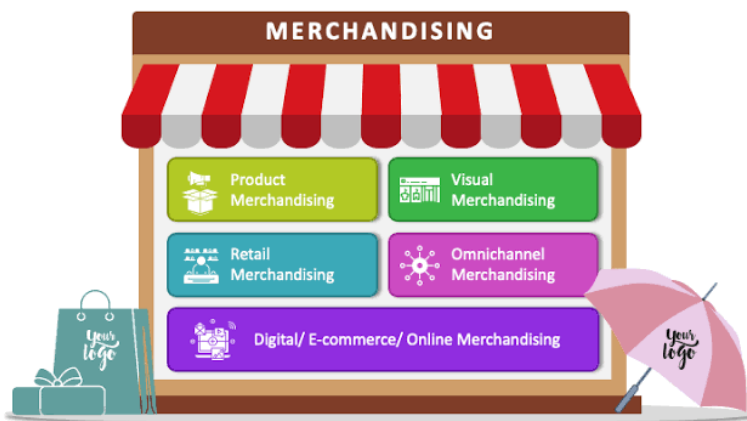 MERCHANDISING
Product
Merchandising
Visual
Merchandising
Retail
Merchandising
Omnichannel
Merchandising
Digital/ E-commerce/ Online Merchandising
Your
logo
Your
logo